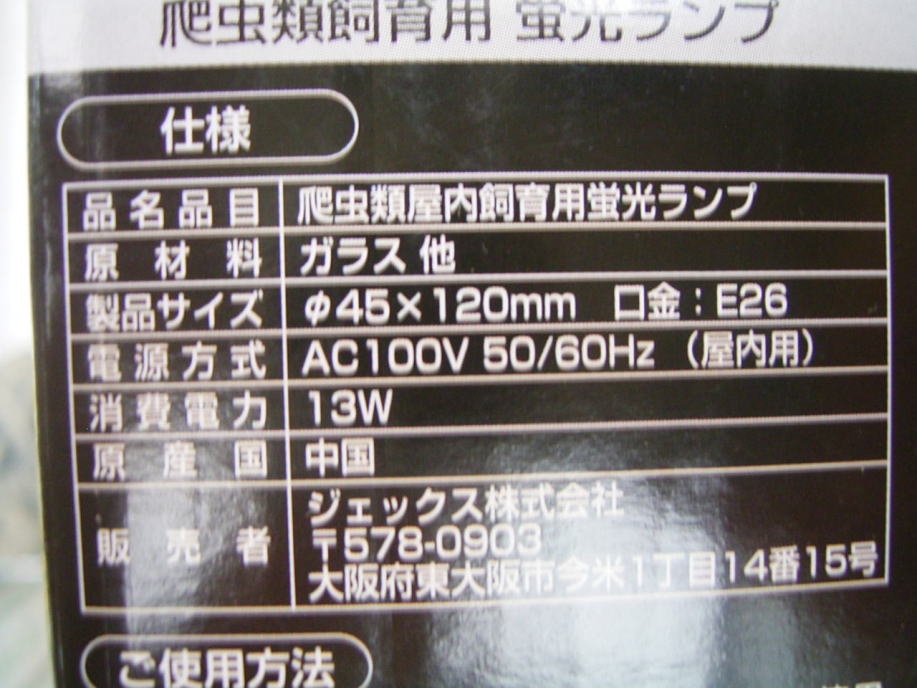 爬虫類飼育用 蛍光ランプ
仕様
品名品目 爬虫類屋内飼育用蛍光ランプ
原材料 ガラス 他
製品サイズ φ45×120mm 口金：E26
電源方式 AC100V 50/60Hz （屋内用）
消費電力 13W
原産国 中国
販売者 ジェックス株式会社
〒578-0903
大阪府東大阪市今米1丁目14番15号
ご使用方法